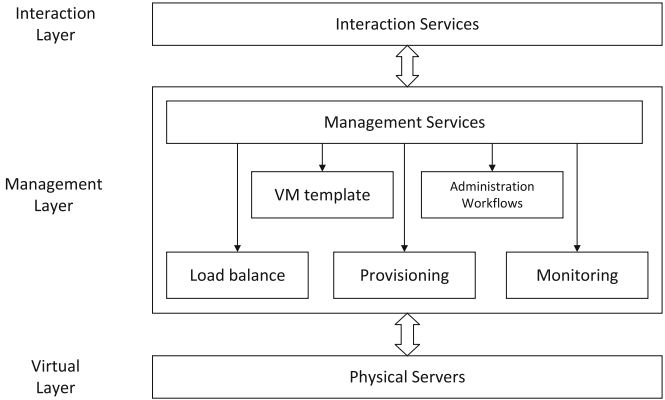 Interaction
Layer
Interaction Services
Management Services
Management
Layer
VM template
Administration
Workflows
Load balance
Provisioning
Monitoring
Virtual
Layer
Physical Servers